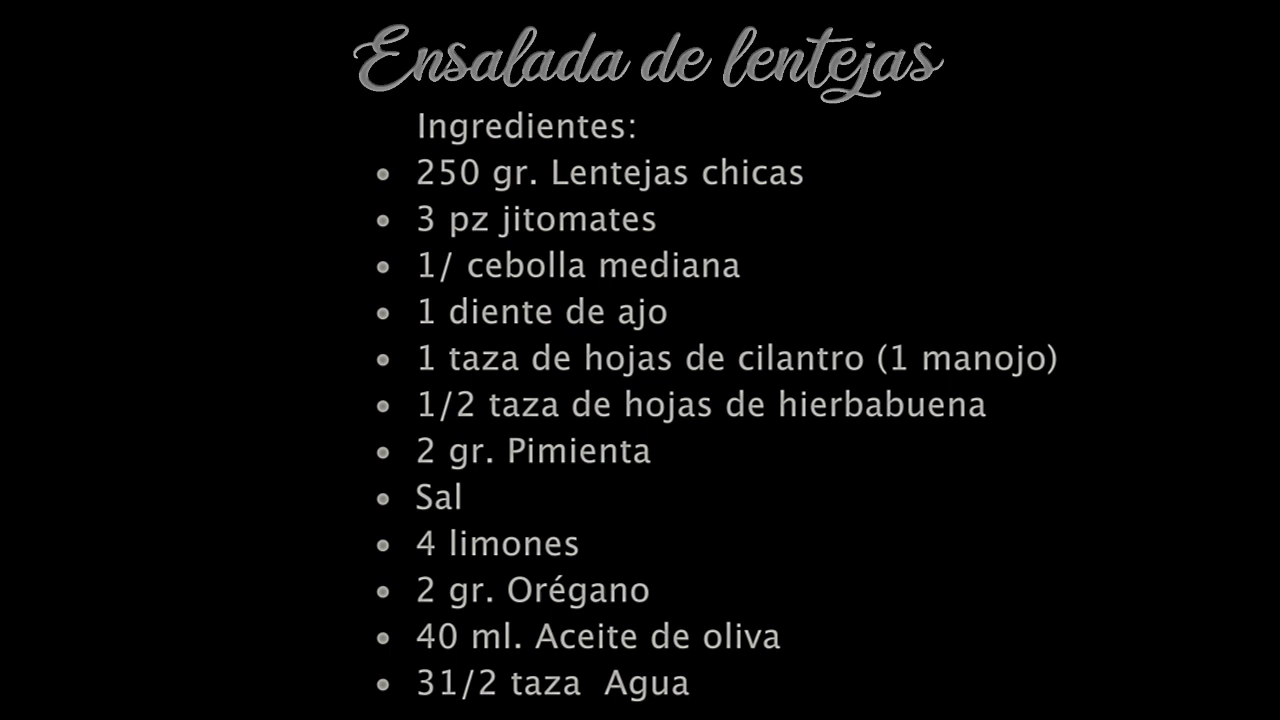 Ensalada de lentejas
Ingredientes:
• 250 gr. Lentejas chicas
• 3 pz jitomates
• 1/ cebolla mediana
• 1 diente de ajo
• 1 taza de hojas de cilantro (1 manojo)
• 1/2 taza de hojas de hierbabuena
• 2 gr. Pimienta
• Sal
• 4 limones
• 2 gr. Orégano
• 40 ml. Aceite de oliva
• 31/2 taza  Agua